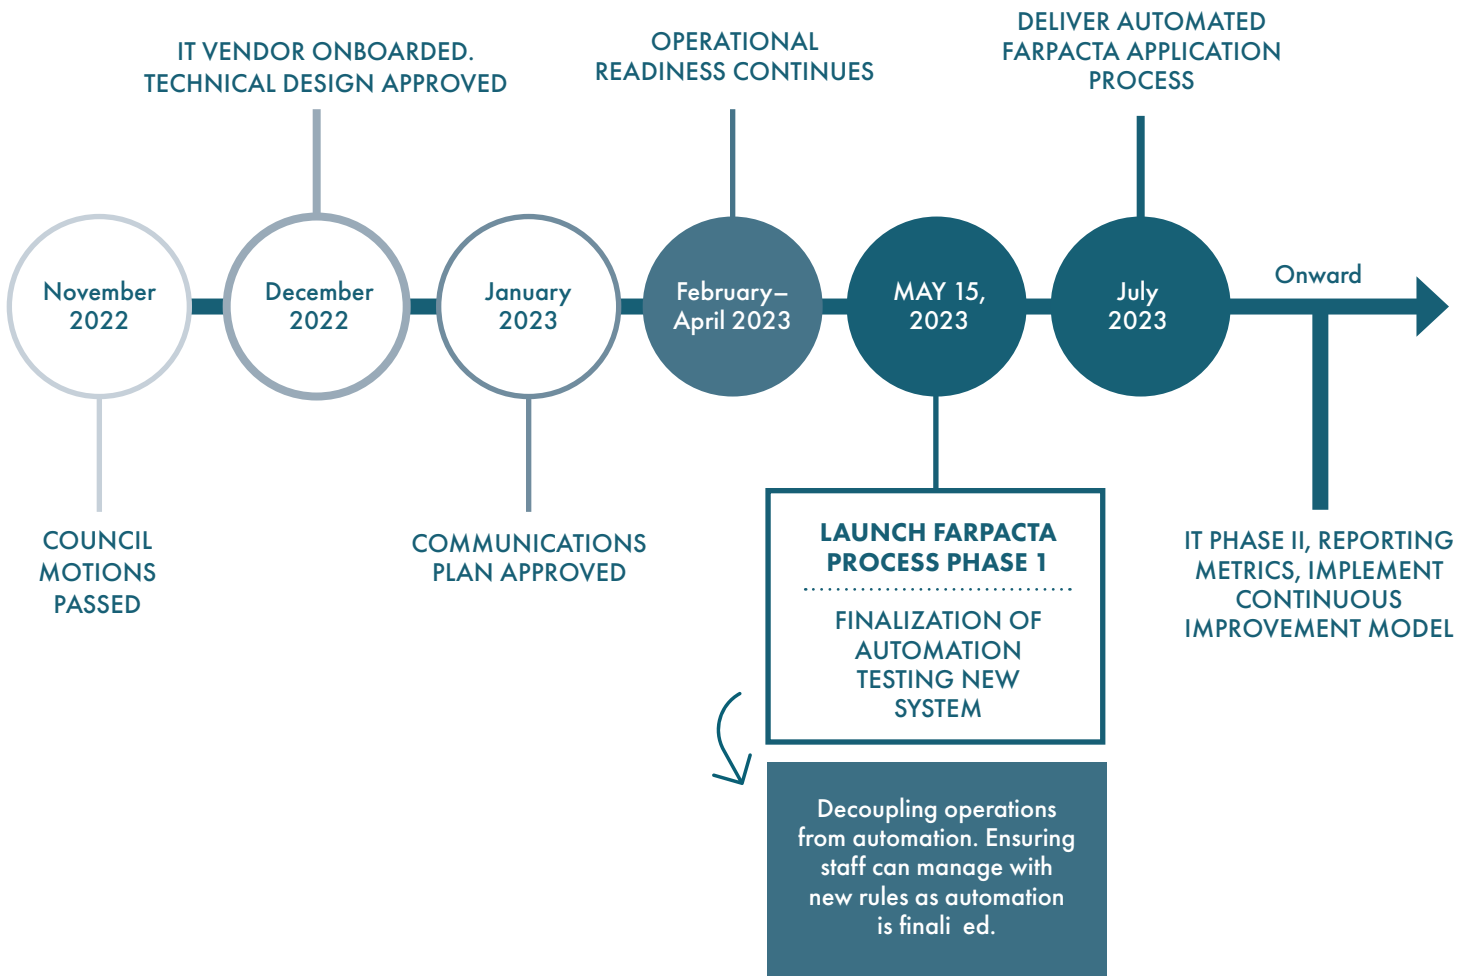 IT VENDOR ONBOARDED.
TECHNICAL DESIGN APPROVED
OPERATIONAL
READINESS CONTINUES
DELIVER AUTOMATED
FARPACTA APPLICATION
PROCESS
November
2022
December
2022
January
2023
February–
April 2023
MAY 15,
2023
July
2023
Onward
COUNCIL
MOTIONS
PASSED
COMMUNICATIONS
PLAN APPROVED
LAUNCH FARPACTA
PROCESS PHASE 1
FINALIZATION OF
AUTOMATION
TESTING NEW
SYSTEM
IT PHASE II, REPORTING
METRICS, IMPLEMENT
CONTINUOUS
IMPROVEMENT MODEL
Decoupling operations
from automation. Ensuring
staff can manage with
new rules as automation
is finali ed.